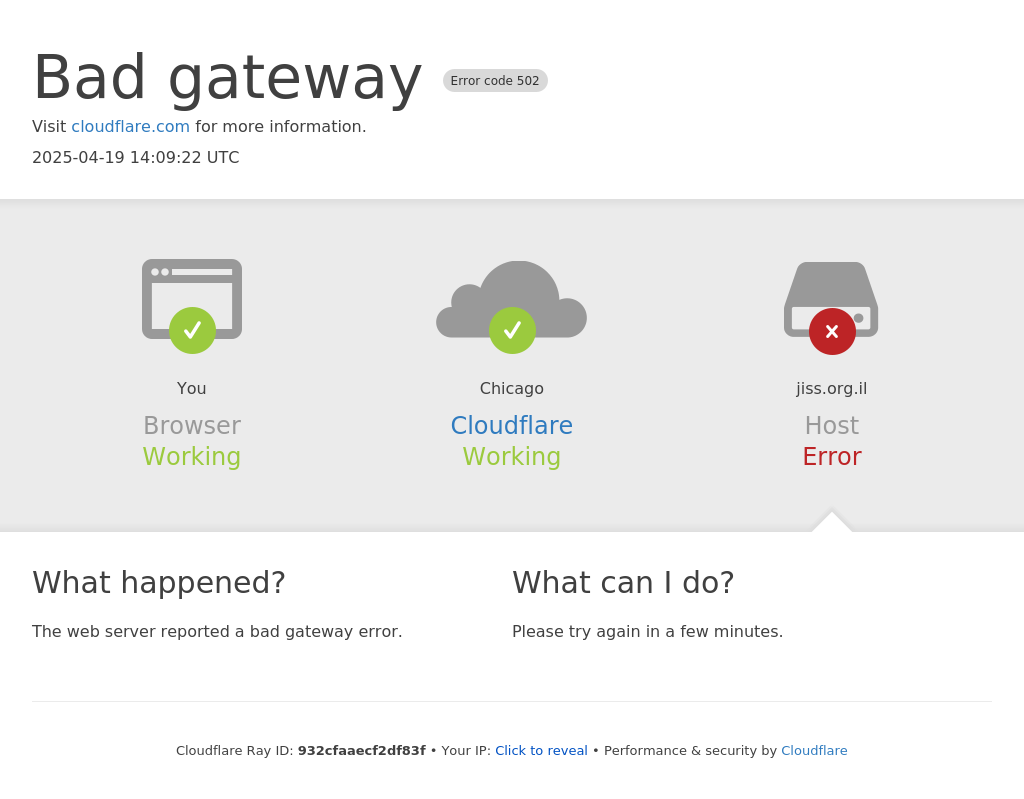 Bad gateway Error code 502
Visit cloudflare.com for more information.
2025-04-19 14:09:22 UTC
You
Browser
Working
Chicago
Cloudflare
Working
jiss.org.il
Host
Error
What happened?
The web server reported a bad gateway error.
What can I do?
Please try again in a few minutes.
Cloudflare Ray ID: 932cfaaecf2df83f • Your IP: Click to reveal • Performance & security by Cloudflare